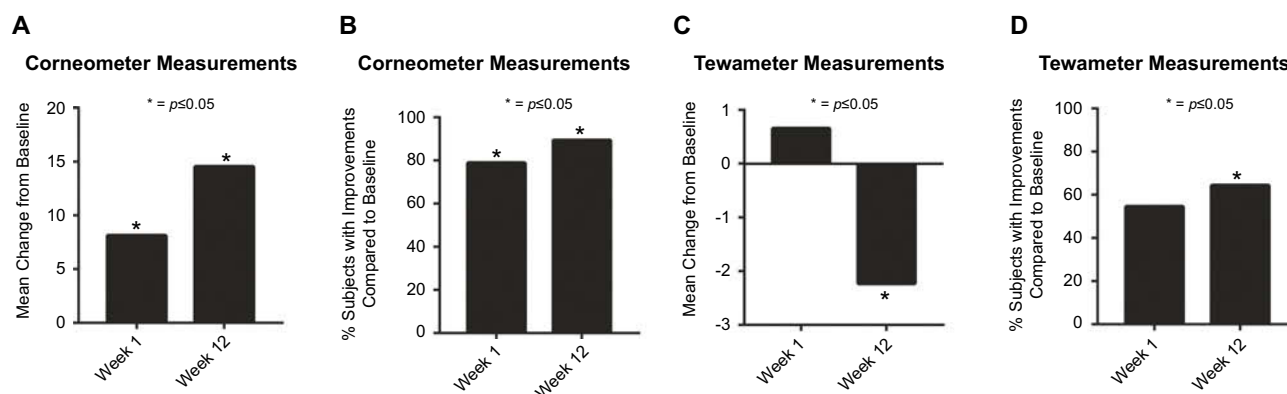 A
Corneometer Measurements
* = p≤0.05
Mean Change from Baseline
20
15
10
5
0
*
*
Week 1
Week 12
B
Corneometer Measurements
* = p≤0.05
% Subjects with Improvements
Compared to Baseline
100
80
60
40
20
0
*
*
Week 1
Week 12
C
Tewameter Measurements
* = p≤0.05
Mean Change from Baseline
1
0
-1
-2
-3
*
Week 1
Week 12
D
Tewameter Measurements
* = p≤0.05
% Subjects with Improvements
Compared to Baseline
100
80
60
40
20
0
*
Week 1
Week 12